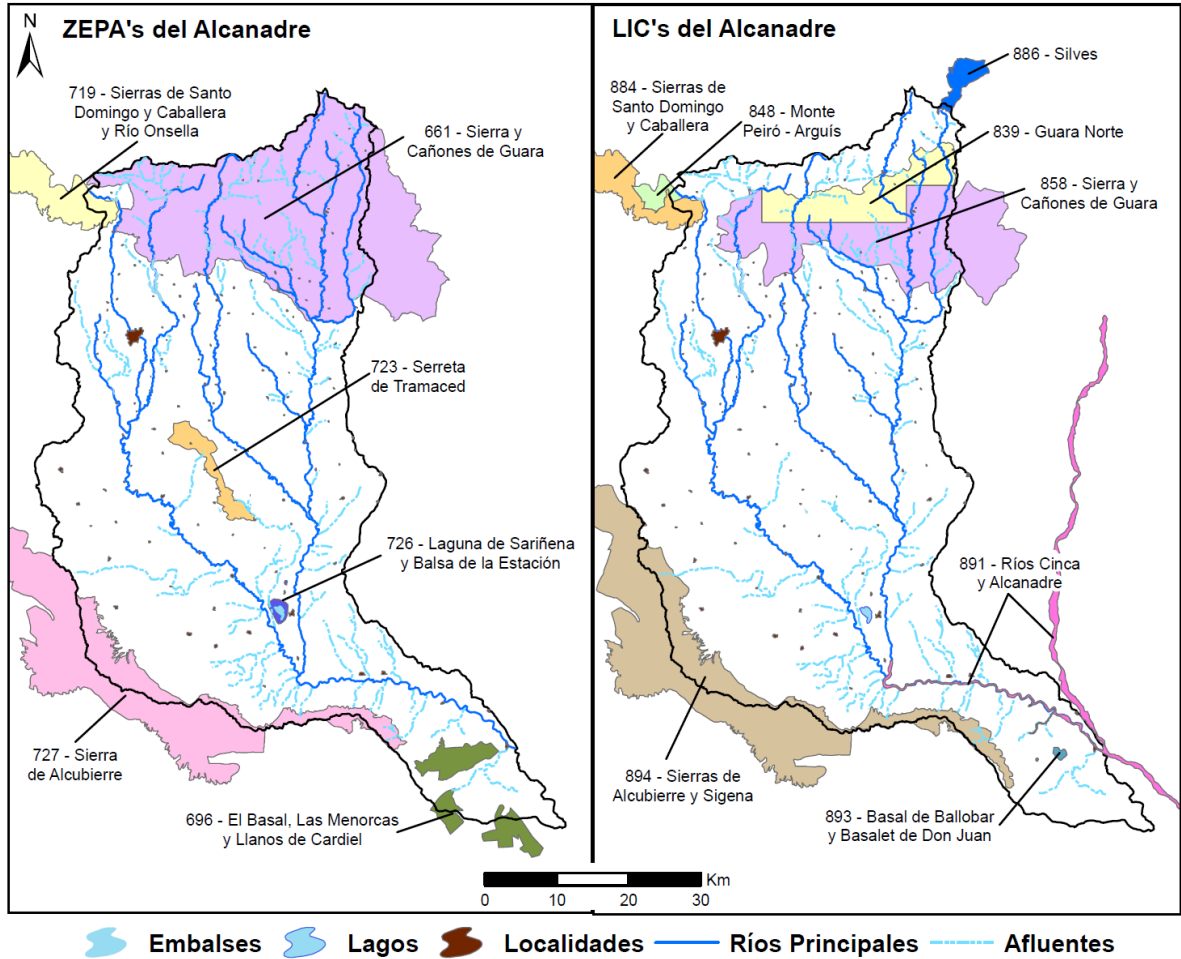 N
ZEPA's del Alcanadre
719 - Sierras de Santo
Domingo y Caballera
y Río Onsella
661 - Sierra y
Cañones de Guara
723 - Serreta
de Tramaced
726 - Laguna de Sariñena
y Balsa de la Estación
727 - Sierra
de Alcubierre
696 - El Basal, Las Menorcas
y Llanos de Cardiel
LIC's del Alcanadre
886 - Silves
884 - Sierras de
Santo Domingo
y Caballera
848 - Monte
Peiró - Arguís
839 - Guara Norte
858 - Sierra y
Cañones de Guara
891 - Ríos Cinca
y Alcanadre
894 - Sierras de
Alcubierre y Sigena
893 - Basal de Ballobar
y Basalet de Don Juan
Km
0 10 20 30
Embalses Lagos Localidades Ríos Principales Afluentes